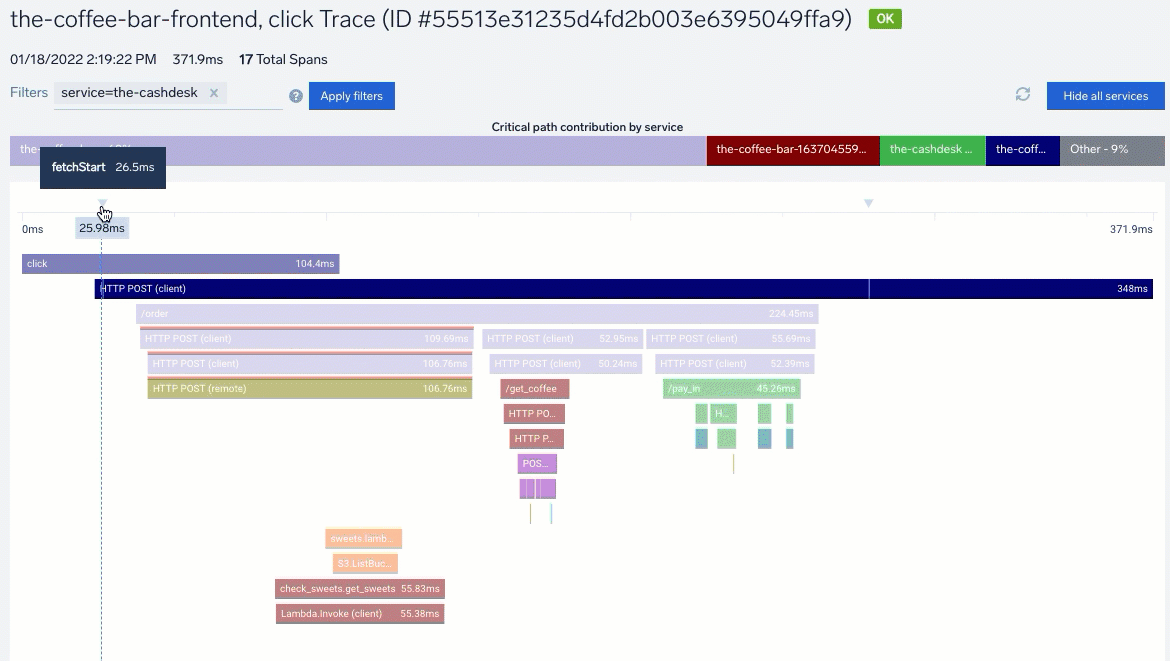 the-coffee-bar-frontend, click Trace (ID #55513e31235d4fd2b003e6395049ffa9) OK
01/18/2022 2:19:22 PM 371.9ms 17 Total Spans
Filters service=the-cashdesk × ? Apply filters Hide all services
Critical path contribution by service
the- the-coffee-bar-163704559... the-cashdesk ... the-coff... Other - 9%
fetchStart 26.5ms
0ms 25.98ms 371.9ms
click 104.4ms
HTTP POST (client) 348ms
/order 224.45ms
HTTP POST (client) 109.69ms HTTP POST (client) 52.95ms HTTP POST (client) 55.69ms
HTTP POST (client) 106.76ms HTTP POST (client) 50.24ms HTTP POST (client) 52.39ms
HTTP POST (remote) 106.76ms /get_coffee /pay_in 45.26ms
HTTP PO... H...
HTTP P...
POS...
sweets.lamb...
S3.ListBuc...
check_sweets.get_sweets 55.83ms
Lambda.Invoke (client) 55.38ms